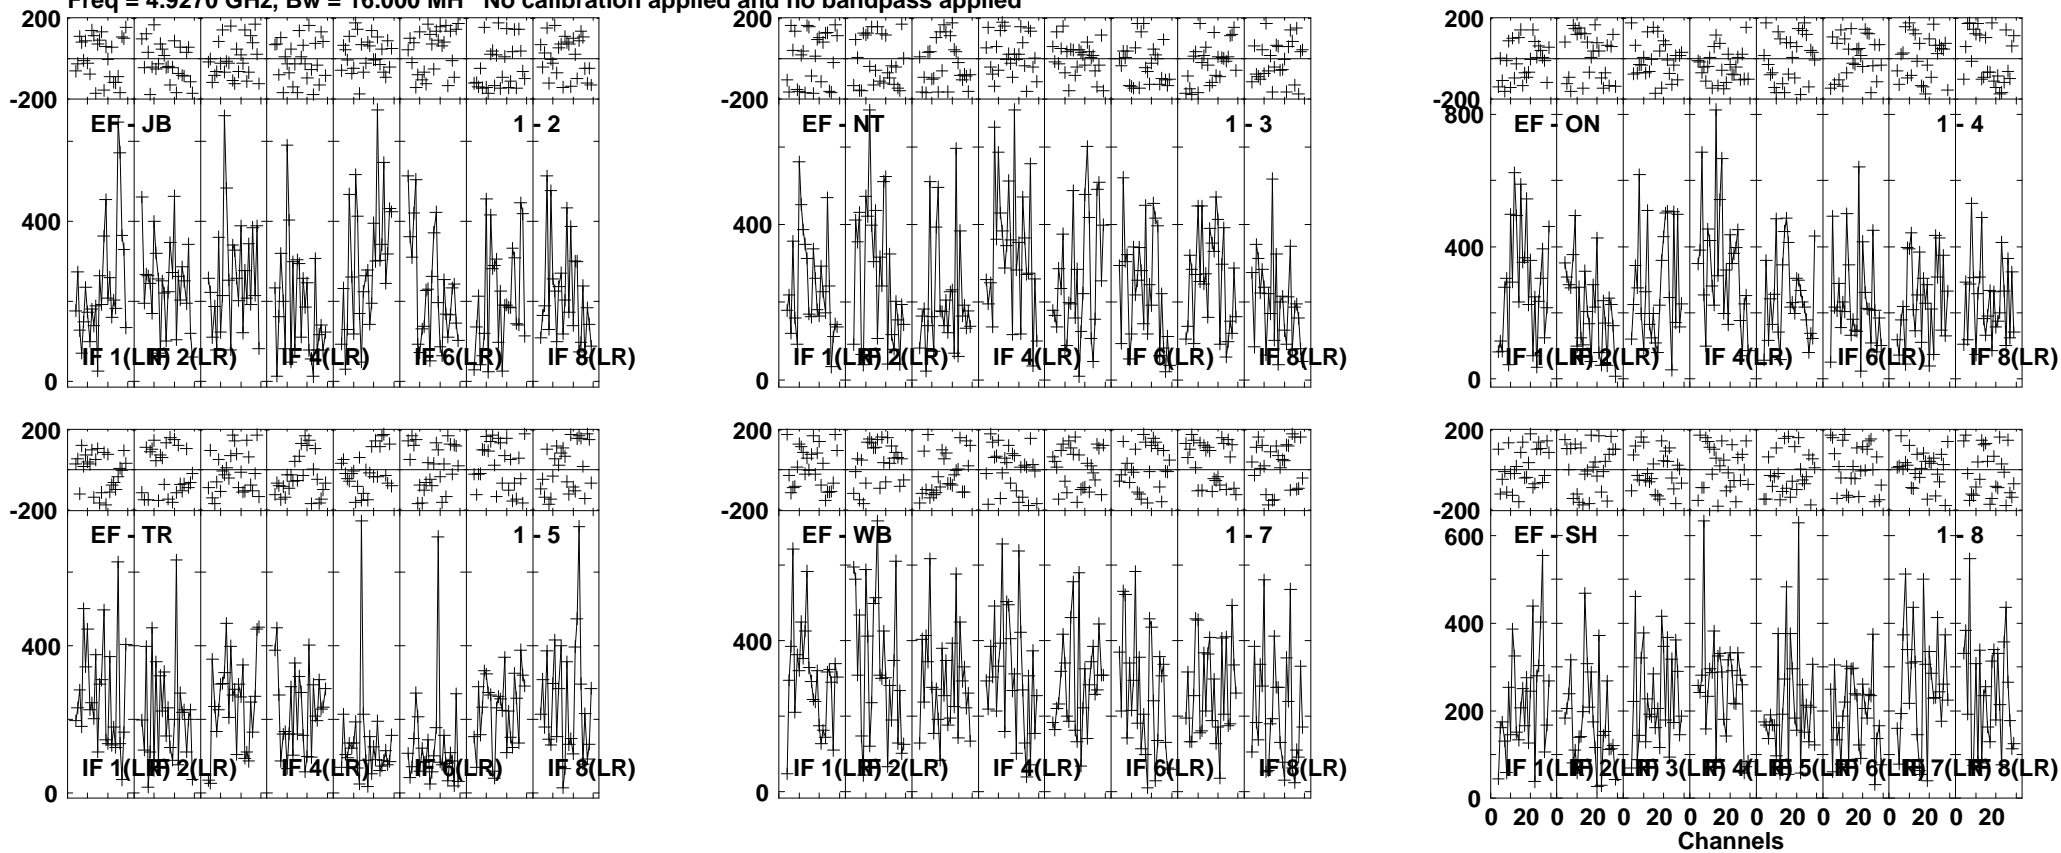 Freq = 4.9270 GHz, Bw = 16.000 MH No calibration applied and no bandpass applied
200
-200
EF - JB 1 - 2
400
0
IF 1(LR) IF 2(LR) IF 4(LR) IF 6(LR) IF 8(LR)
200
-200
EF - NT 1 - 3
400
0
IF 1(LR) IF 2(LR) IF 4(LR) IF 6(LR) IF 8(LR)
200
-200
800
EF - ON 1 - 4
400
0
IF 1(LR) IF 2(LR) IF 4(LR) IF 6(LR) IF 8(LR)
200
-200
EF - TR 1 - 5
400
0
IF 1(LR) IF 2(LR) IF 4(LR) IF 6(LR) IF 8(LR)
200
-200
EF - WB 1 - 7
400
0
IF 1(LR) IF 2(LR) IF 4(LR) IF 6(LR) IF 8(LR)
200
-200
600
EF - SH 1 - 8
400
200
0
IF 1(LR) IF 2(LR) IF 3(LR) IF 4(LR) IF 5(LR) IF 6(LR) IF 7(LR) IF 8(LR)
0 20 0 20 0 20 0 20 0 20 0 20 0 20 0 20
Channels